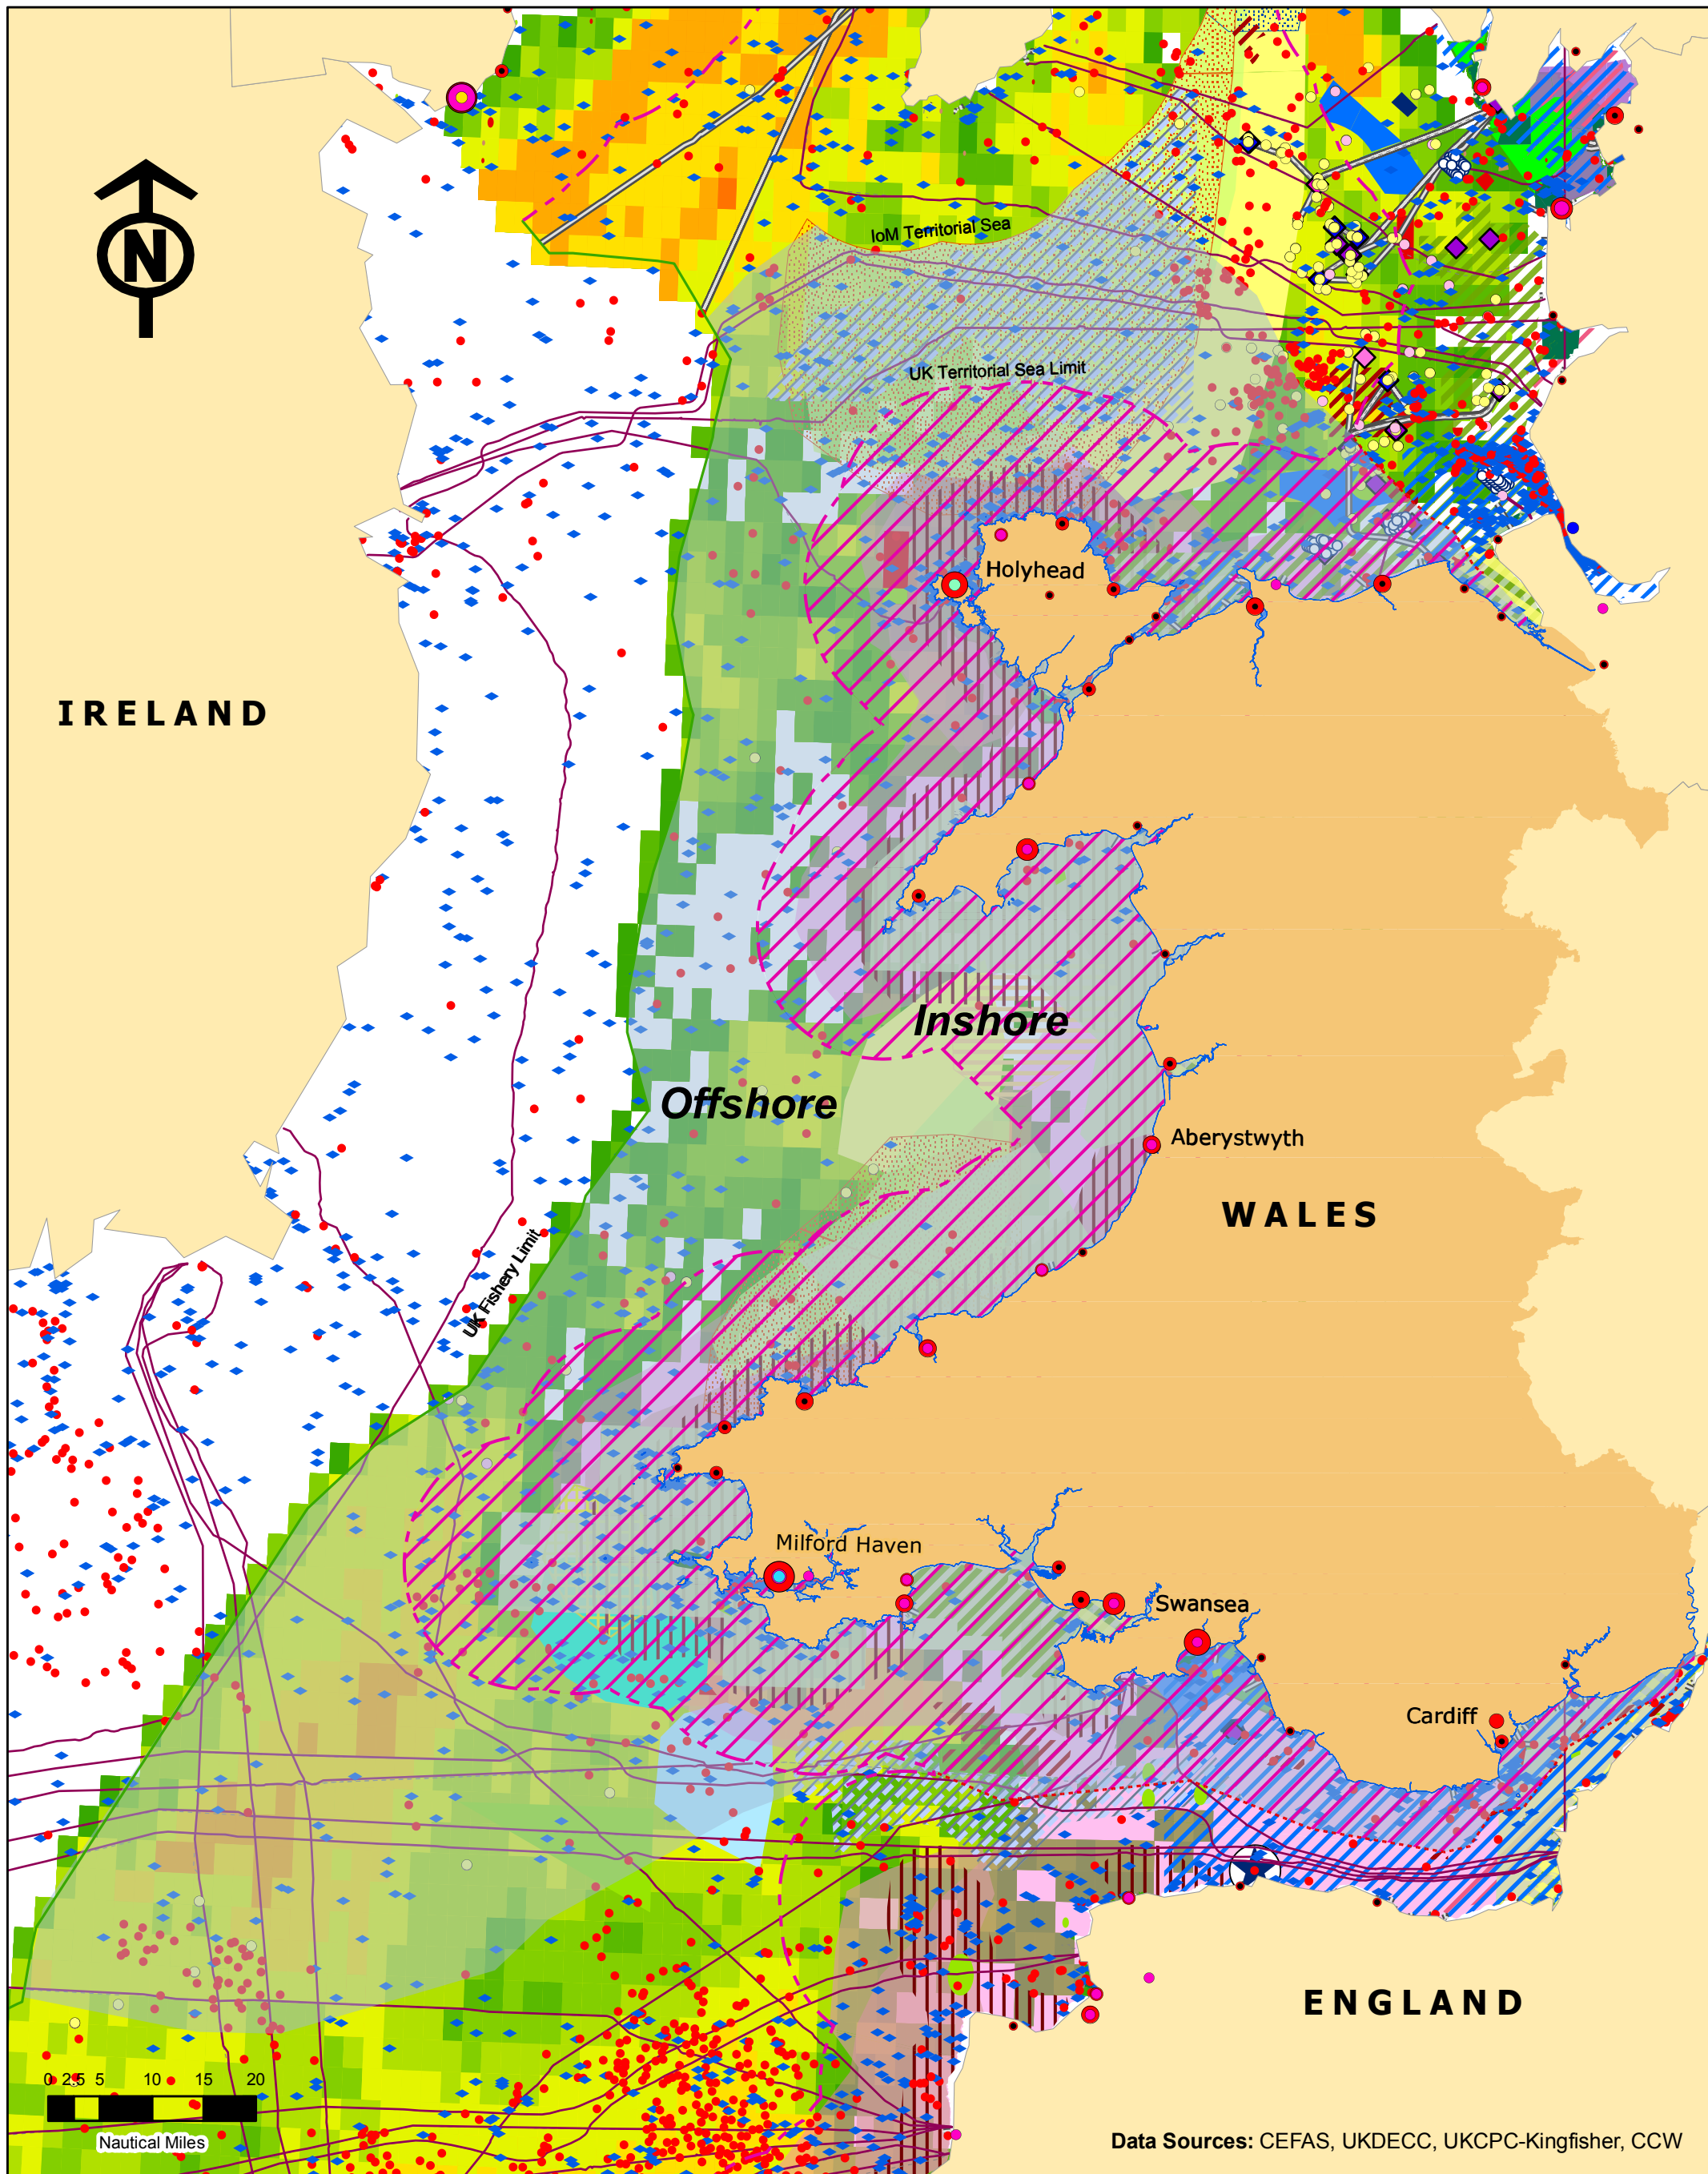 N
IoM Territorial Sea
UK Territorial Sea Limit
Holyhead
IRELAND
Inshore
Offshore
Aberystwyth
WALES
UK Fishery Limit
Milford Haven
Swansea
Cardiff
ENGLAND
0 2.5 5 10 15 20
Nautical Miles
Data Sources: CEFAS, UKDECC, UKCPC-Kingfisher, CCW